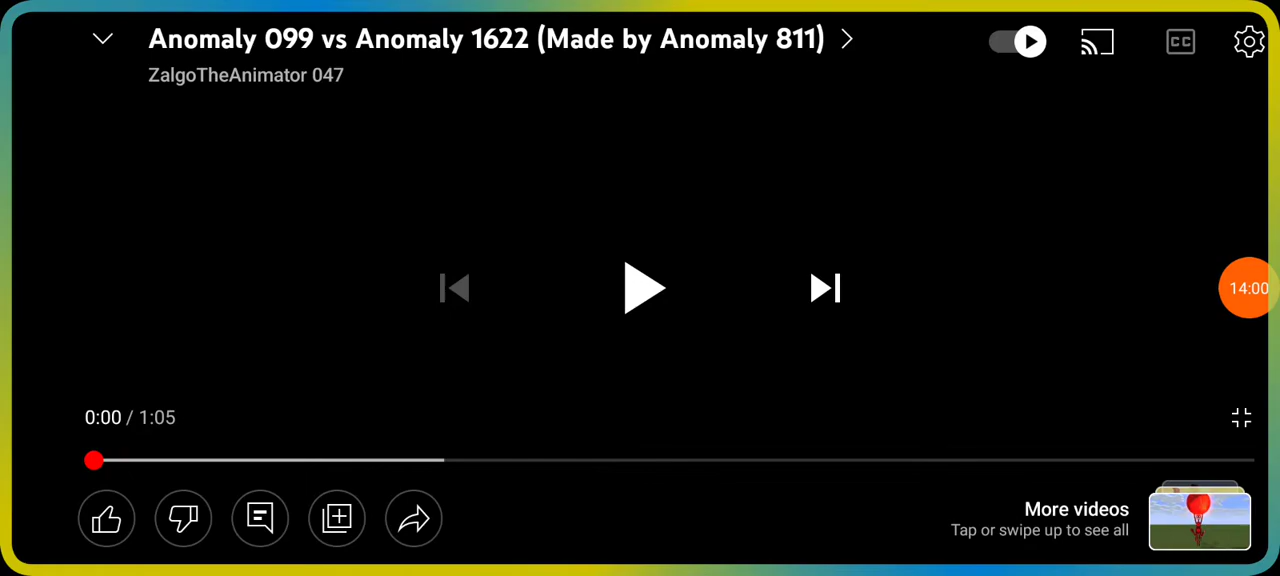 Anomaly 099 vs Anomaly 1622 (Made by Anomaly 811)
ZalgoTheAnimator 047
CC
14:00
0:00 / 1:05
More videos
Tap or swipe up to see all